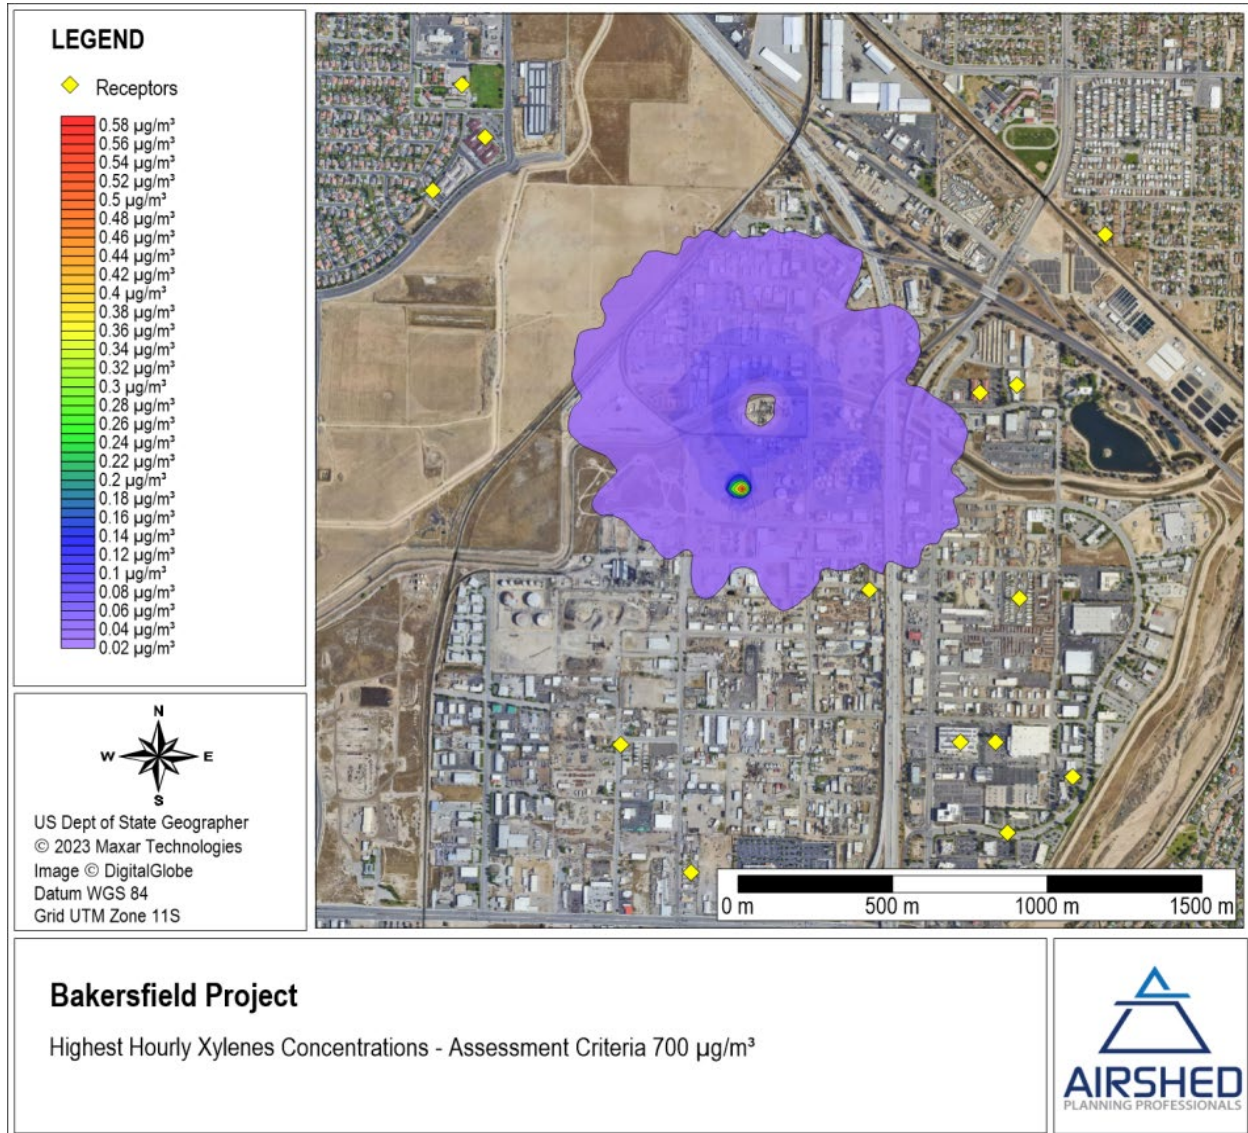 LEGEND
Receptors
0.58 µg/m³
0.56 µg/m³
0.54 µg/m³
0.52 µg/m³
0.5 µg/m³
0.48 µg/m³
0.46 µg/m³
0.44 µg/m³
0.42 µg/m³
0.4 µg/m³
0.38 µg/m³
0.36 µg/m³
0.34 µg/m³
0.32 µg/m³
0.3 µg/m³
0.28 µg/m³
0.26 µg/m³
0.24 µg/m³
0.22 µg/m³
0.2 µg/m³
0.18 µg/m³
0.16 µg/m³
0.14 µg/m³
0.12 µg/m³
0.1 µg/m³
0.08 µg/m³
0.06 µg/m³
0.04 µg/m³
0.02 µg/m³
N
W E
S
US Dept of State Geographer
© 2023 Maxar Technologies
Image © DigitalGlobe
Datum WGS 84
Grid UTM Zone 11S
0 m 500 m 1000 m 1500 m
Bakersfield Project
Highest Hourly Xylenes Concentrations - Assessment Criteria 700 µg/m³
AIRSHED
PLANNING PROFESSIONALS